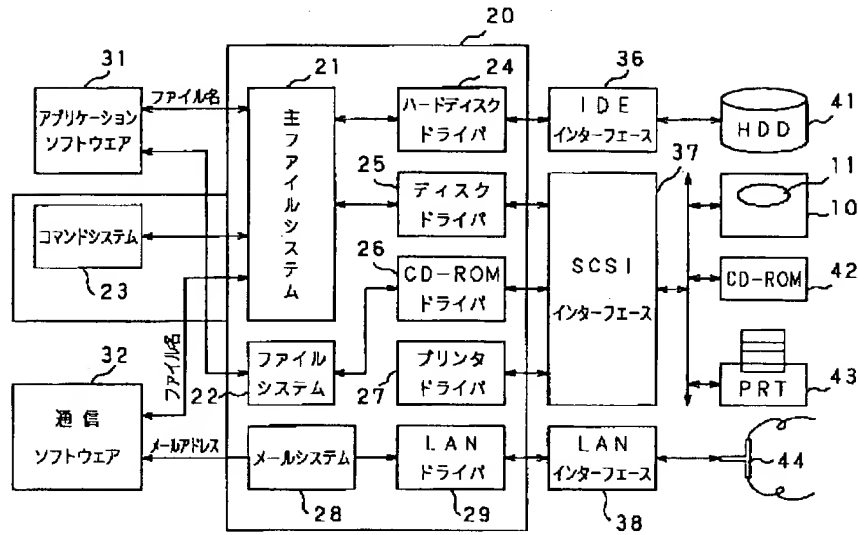 20
31
21
24
36
ファイル名
アプリケーション
ソフトウェア
主ファイルシステム
ハードディスク
ドライバ
IDE
インターフェース
HDD
41
25
37
ディスク
ドライバ
11
10
コマンドシステム
23
26
CD-ROM
ドライバ
SCSI
インターフェース
CD-ROM
42
ファイル名
32
ファイル
システム
22
プリンタ
ドライバ
27
PRT
43
通信
ソフトウェア
メールアドレス
メールシステム
28
LAN
ドライバ
29
LAN
インターフェース
38
44